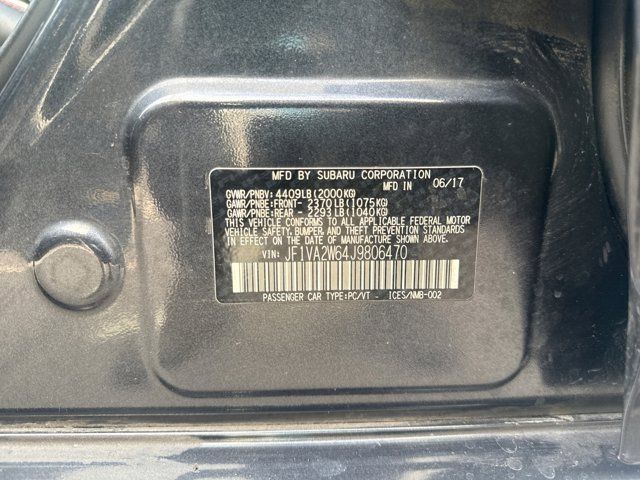 MFD BY SUBARU CORPORATION
MFD IN 06/17
GVWR/PNBV: 4409LB(2000KG)
GAWR/PNBE:FRONT- 2370LB(1075KG)
GAWR/PNBE:REAR - 2293LB(1040KG)
THIS VEHICLE CONFORMS TO ALL APPLICABLE FEDERAL MOTOR
VEHICLE SAFETY, BUMPER, AND THEFT PREVENTION STANDARDS
IN EFFECT ON THE DATE OF MANUFACTURE SHOWN ABOVE.
VIN: JF1VA2W64J9806470
PASSENGER CAR TYPE:PC/VT - ICES/NMB-002